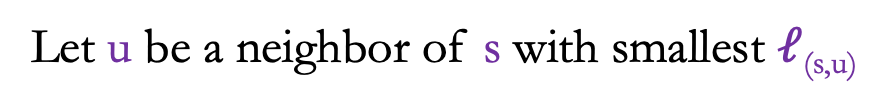 Let u be a neighbor of s with smallest ℓ₍s,u₎